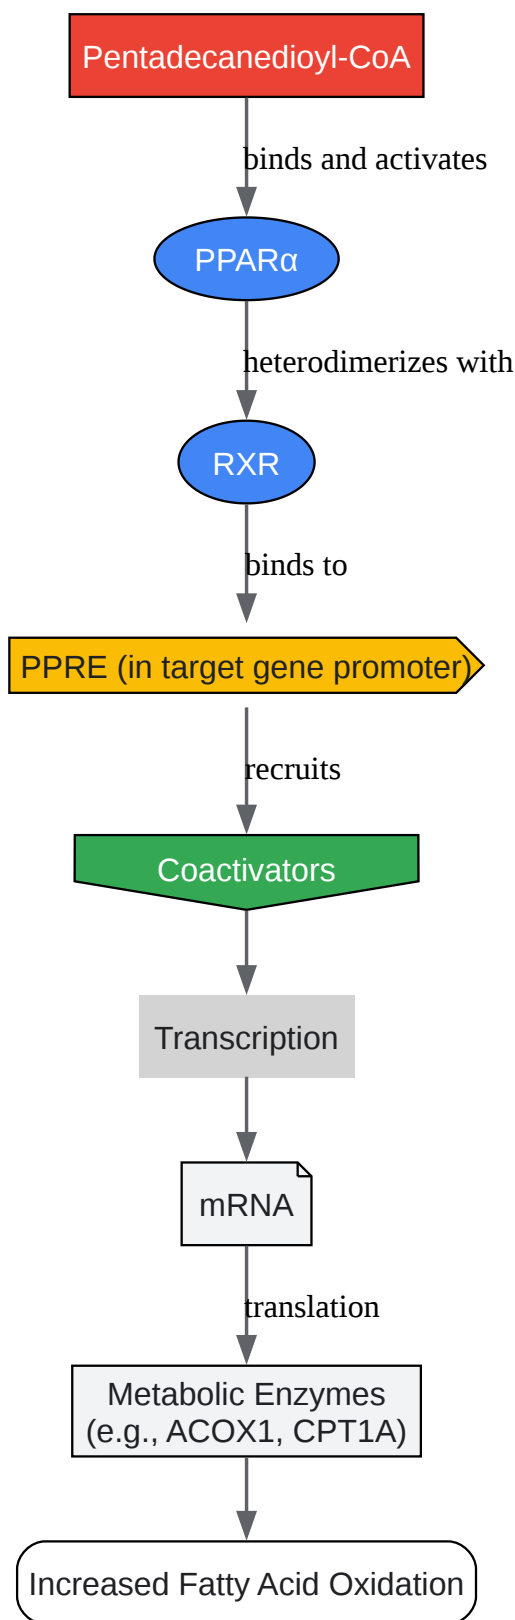 Pentadecanedioyl-CoA
binds and activates
PPARα
heterodimerizes with
RXR
binds to
PPRE (in target gene promoter)
recruits
Coactivators
Transcription
mRNA
translation
Metabolic Enzymes
(e.g., ACOX1, CPT1A)
Increased Fatty Acid Oxidation